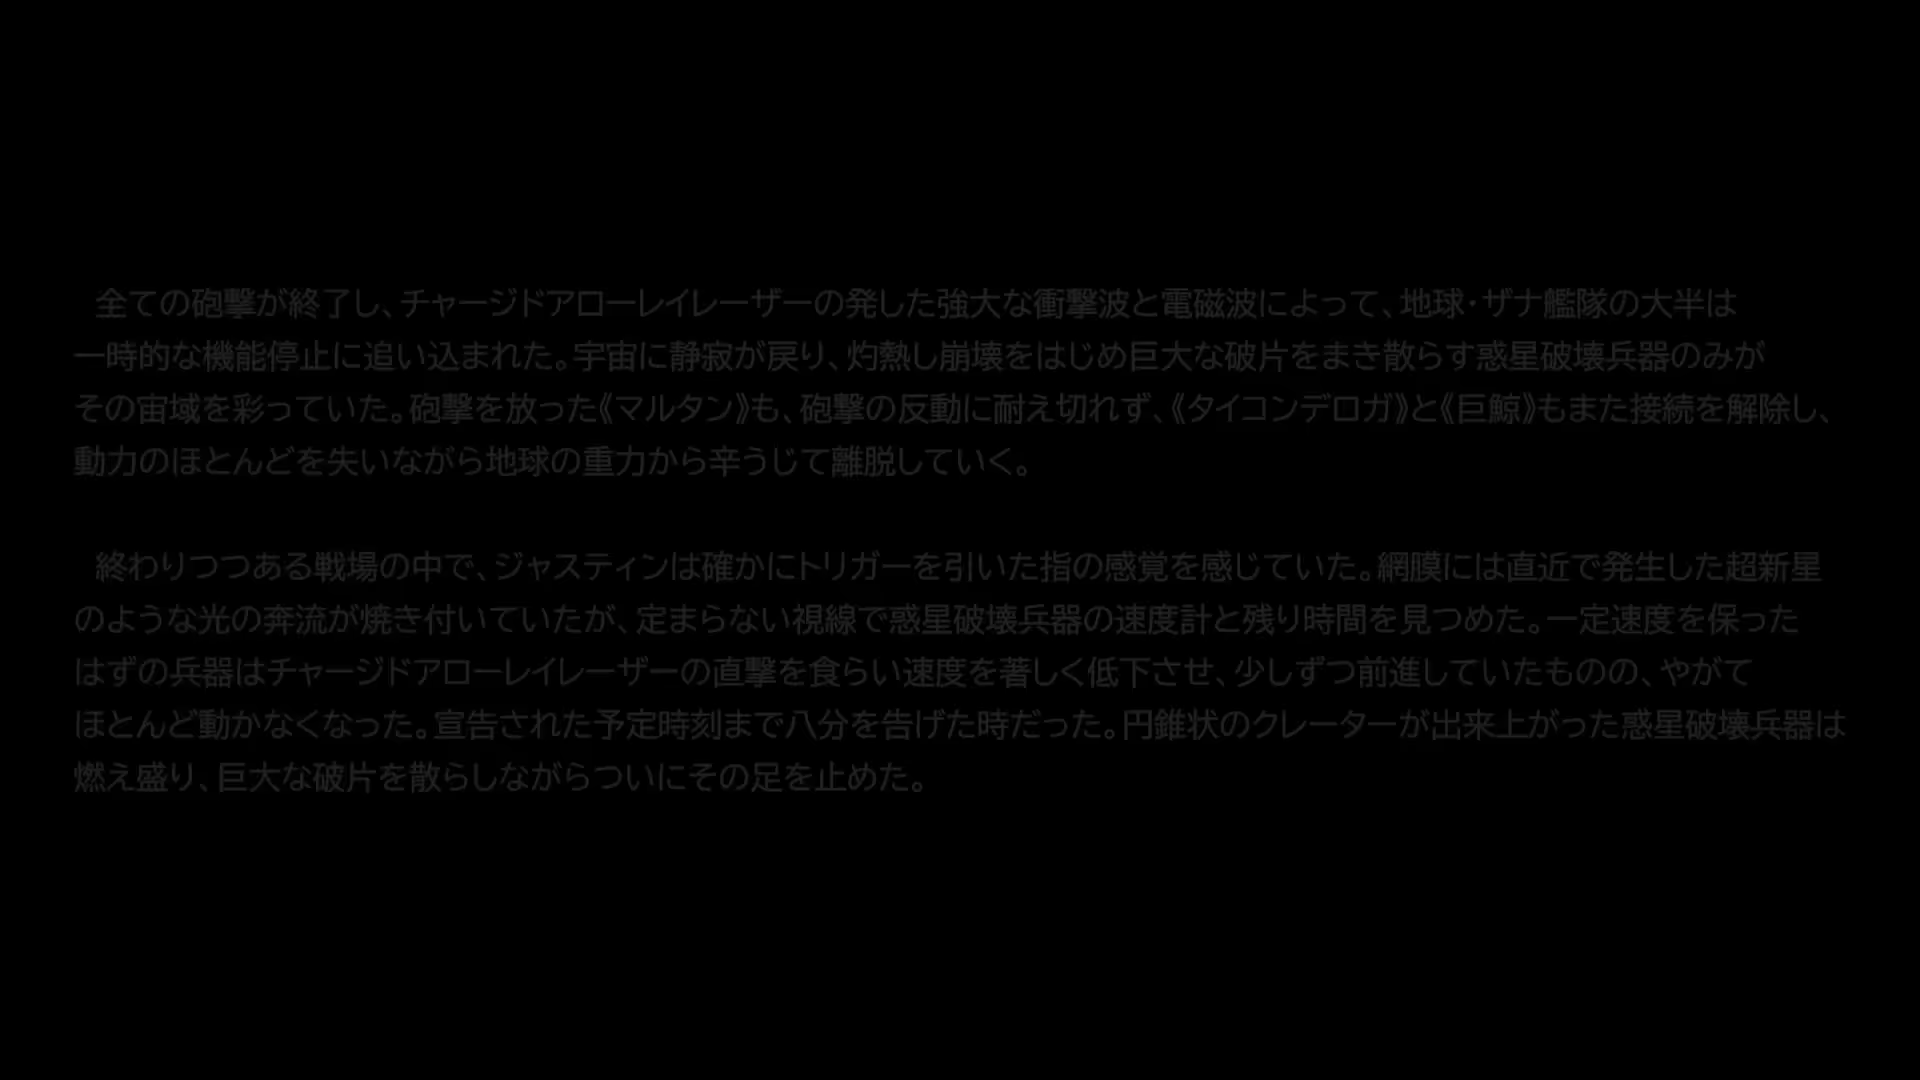 全ての砲撃が終了し、チャージドアローレイレーザーの発した強大な衝撃波と電磁波によって、地球・ザナ艦隊の大半は
一時的な機能停止に追い込まれた。宇宙に静寂が戻り、灼熱し崩壊をはじめ巨大な破片をまき散らす惑星破壊兵器のみが
その宙域を彩っていた。砲撃を放った《マルタン》も、砲撃の反動に耐え切れず、《タイコンデロガ》と《巨鯨》もまた接続を解除し、
動力のほとんどを失いながら地球の重力から辛うじて離脱していく。
終わりつつある戦場の中で、ジャスティンは確かにトリガーを引いた指の感覚を感じていた。網膜には直近で発生した超新星
のような光の奔流が焼き付いていたが、定まらない視線で惑星破壊兵器の速度計と残り時間を見つめた。一定速度を保った
はずの兵器はチャージドアローレイレーザーの直撃を食らい速度を著しく低下させ、少しずつ前進していたものの、やがて
ほとんど動かなくなった。宣告された予定時刻まで八分を告げた時だった。円錐状のクレーターが出来上がった惑星破壊兵器は
燃え盛り、巨大な破片を散らしながらついにその足を止めた。